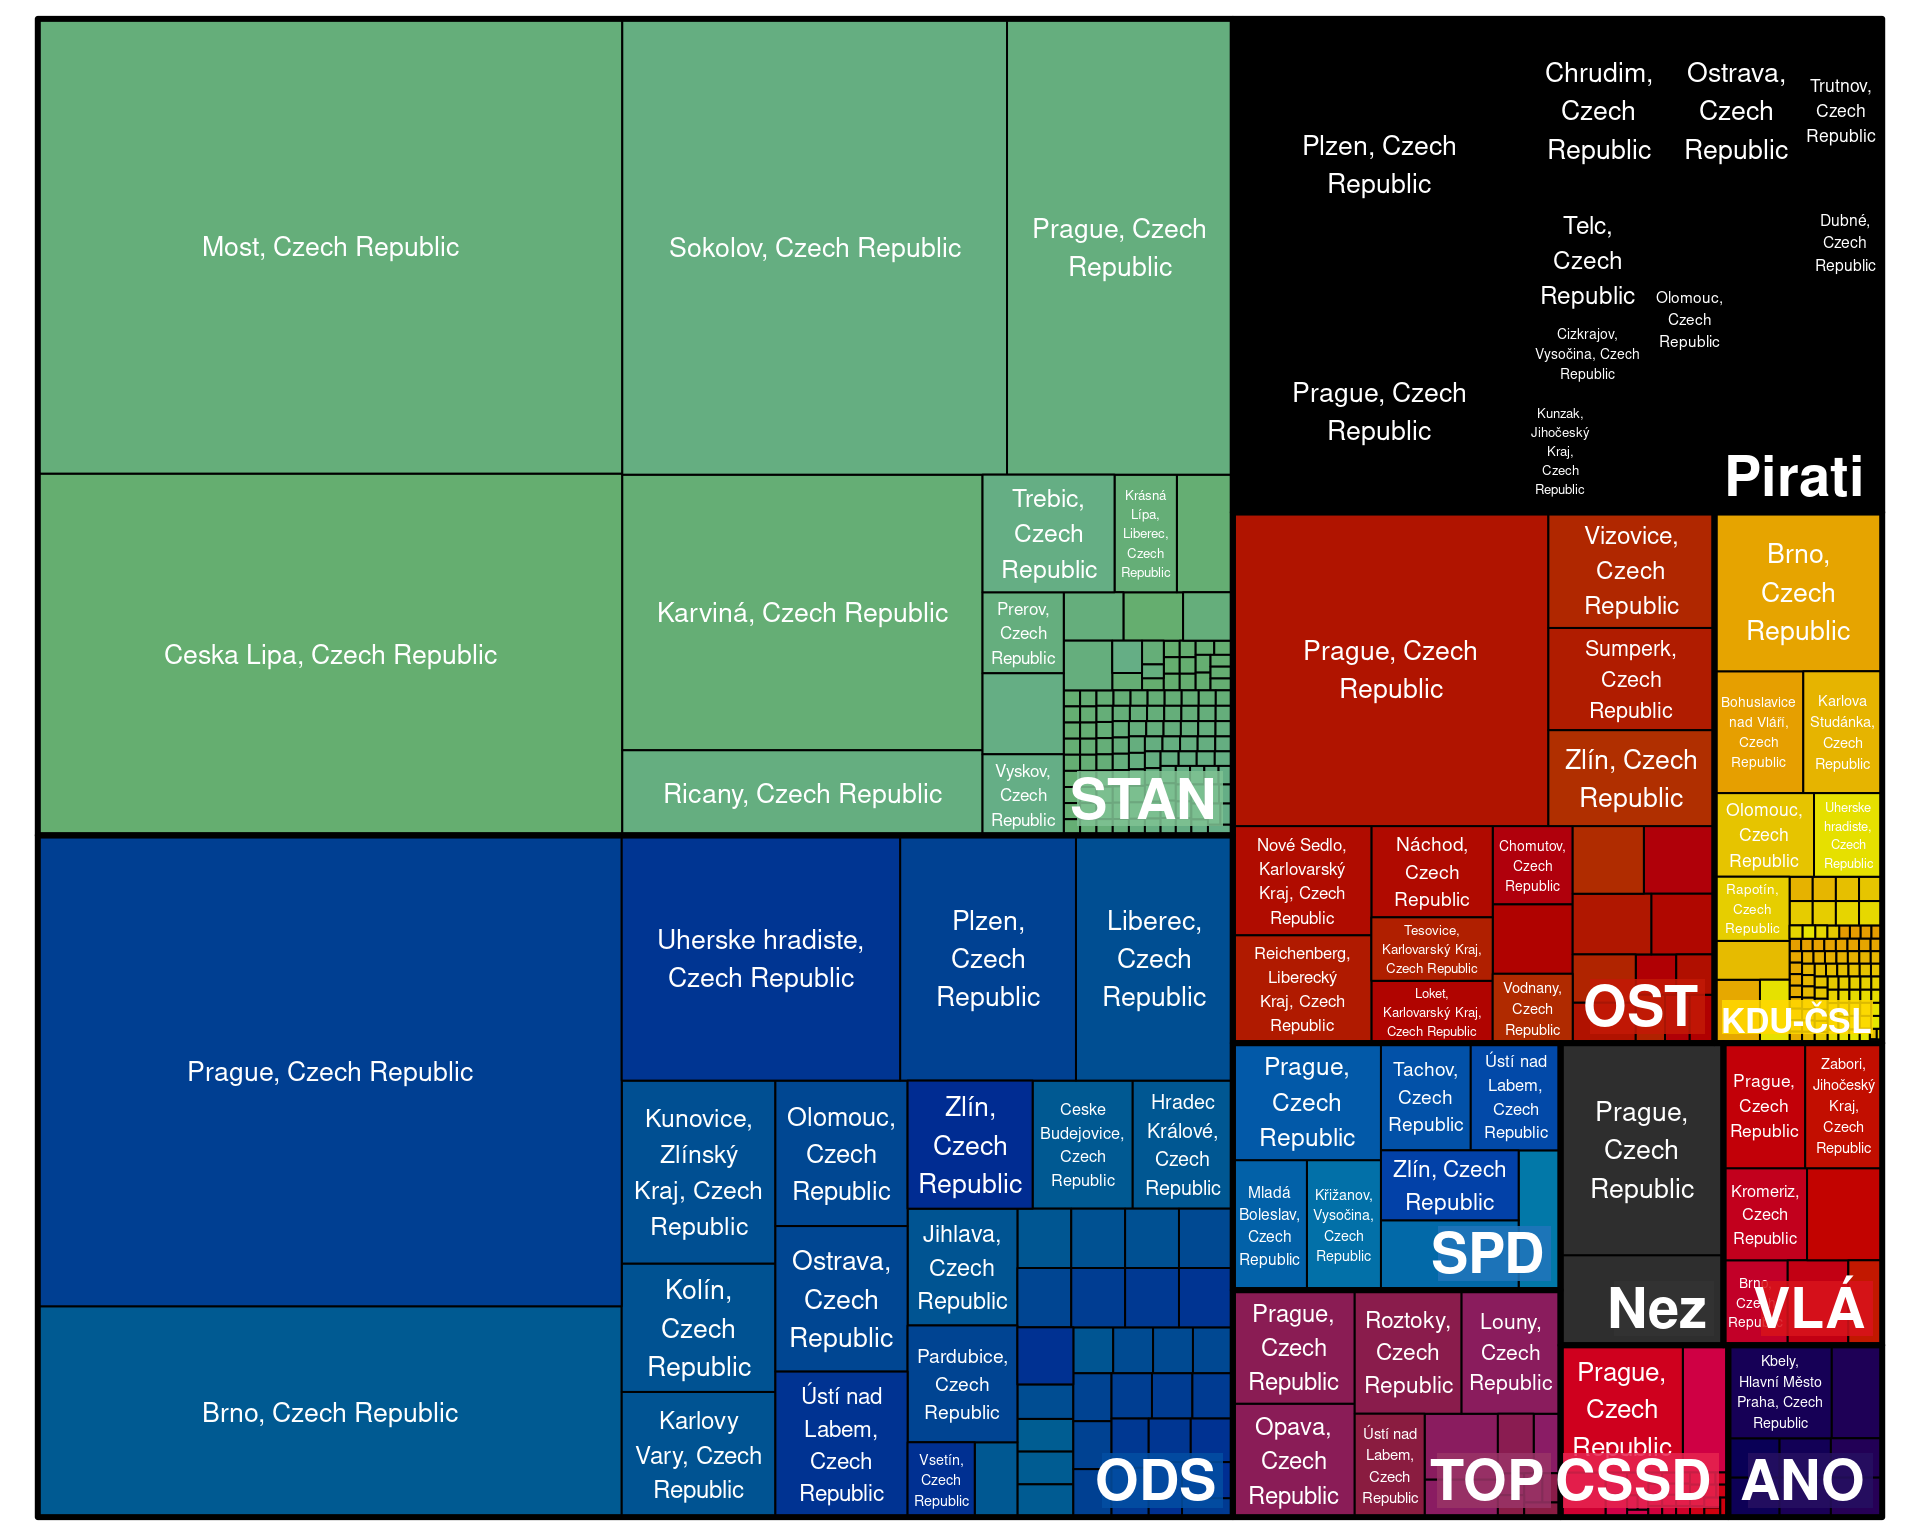 Most, Czech Republic
Sokolov, Czech Republic
Prague, Czech
Republic
Ceska Lipa, Czech Republic
Karviná, Czech Republic
Ricany, Czech Republic
Trebic,
Czech
Republic
Krásná
Lípa,
Liberec,
Czech
Republic
Prerov,
Czech
Republic
Vyskov,
Czech
Republic
STAN
Plzen, Czech
Republic
Prague, Czech
Republic
Chrudim,
Czech
Republic
Ostrava,
Czech
Republic
Trutnov,
Czech
Republic
Telc,
Czech
Republic
Olomouc,
Czech
Republic
Dubné,
Czech
Republic
Cizkrajov,
Vysočina, Czech
Republic
Kunzak,
Jihočeský
Kraj,
Czech
Republic
Pirati
Prague, Czech
Republic
Vizovice,
Czech
Republic
Sumperk,
Czech
Republic
Zlín, Czech
Republic
Nové Sedlo,
Karlovarský
Kraj, Czech
Republic
Reichenberg,
Liberecký
Kraj, Czech
Republic
Náchod,
Czech
Republic
Tesovice,
Karlovarský Kraj,
Czech Republic
Loket,
Karlovarský Kraj,
Czech Republic
Chomutov,
Czech
Republic
Vodnany,
Czech
Republic
OST
Brno,
Czech
Republic
Bohuslavice
nad Vláří,
Czech
Republic
Karlova
Studánka,
Czech
Republic
Olomouc,
Czech
Republic
Uherske
hradiste,
Czech
Republic
Rapotín,
Czech
Republic
KDU-ČSL
Prague, Czech Republic
Brno, Czech Republic
Uherske hradiste,
Czech Republic
Plzen,
Czech
Republic
Liberec,
Czech
Republic
Kunovice,
Zlínský
Kraj, Czech
Republic
Kolín,
Czech
Republic
Karlovy
Vary, Czech
Republic
Olomouc,
Czech
Republic
Ostrava,
Czech
Republic
Ústí nad
Labem,
Czech
Republic
Zlín,
Czech
Republic
Ceske
Budejovice,
Czech
Republic
Hradec
Králové,
Czech
Republic
Jihlava,
Czech
Republic
Pardubice,
Czech
Republic
Vsetín,
Czech
Republic
ODS
Prague,
Czech
Republic
Tachov,
Czech
Republic
Ústí nad
Labem,
Czech
Republic
Mladá
Boleslav,
Czech
Republic
Křižanov,
Vysočina,
Czech
Republic
Zlín, Czech
Republic
SPD
Prague,
Czech
Republic
Nez
Prague,
Czech
Republic
Zabori,
Jihočeský
Kraj,
Czech
Republic
Kromeriz,
Czech
Republic
VLÁ
Prague,
Czech
Republic
Roztoky,
Czech
Republic
Louny,
Czech
Republic
Opava,
Czech
Republic
Ústí nad
Labem,
Czech
Republic
TOP
Prague,
Czech
Republic
CSSD
Kbely,
Hlavní Město
Praha, Czech
Republic
ANO